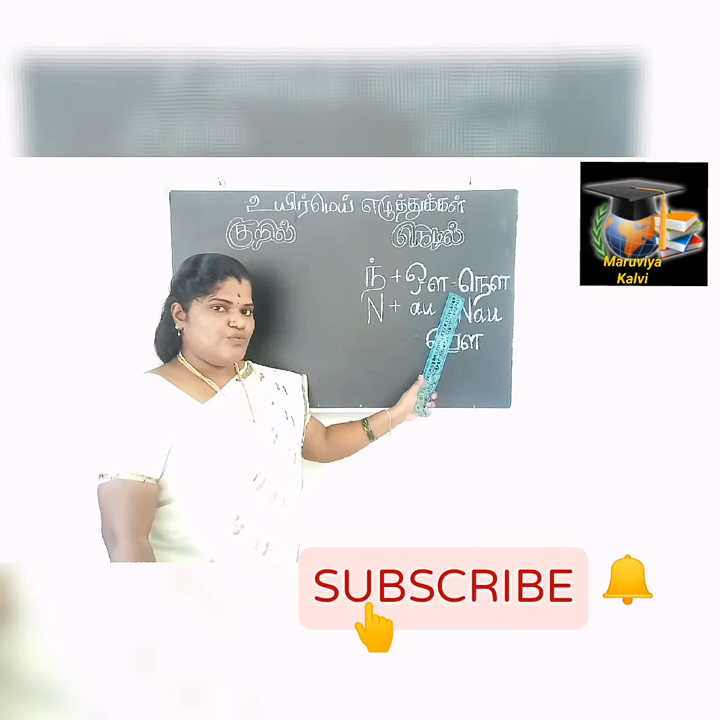 உயிர்மெய் எழுத்துக்கள்
குறில் நெடில்
ந் + ஔ = நௌ
N + au Nau
Maruviya
Kalvi
SUBSCRIBE